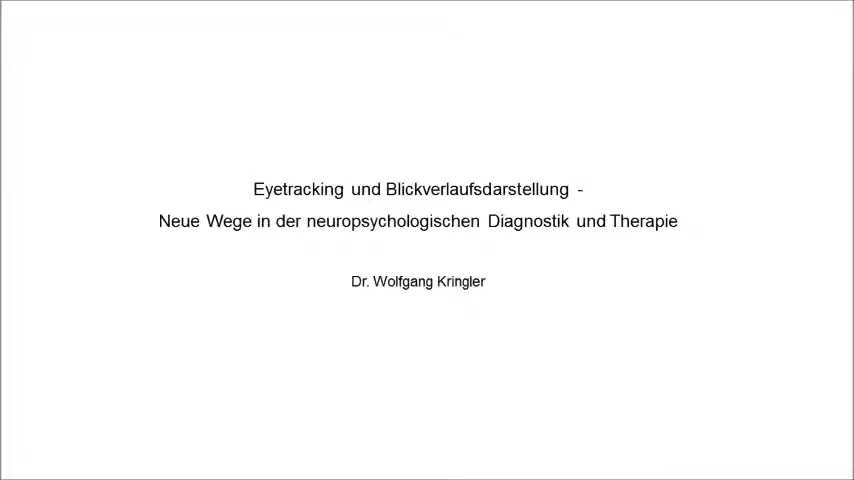 Eyetracking und Blickverlaufsdarstellung -
Neue Wege in der neuropsychologischen Diagnostik und Therapie
Dr. Wolfgang Kringler